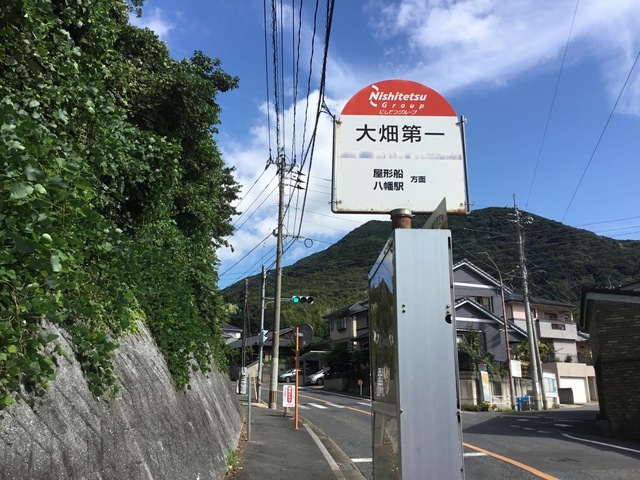 Nishitetsu
Group
にしてつグループ
大畑第一
屋形船
八幡駅
方面